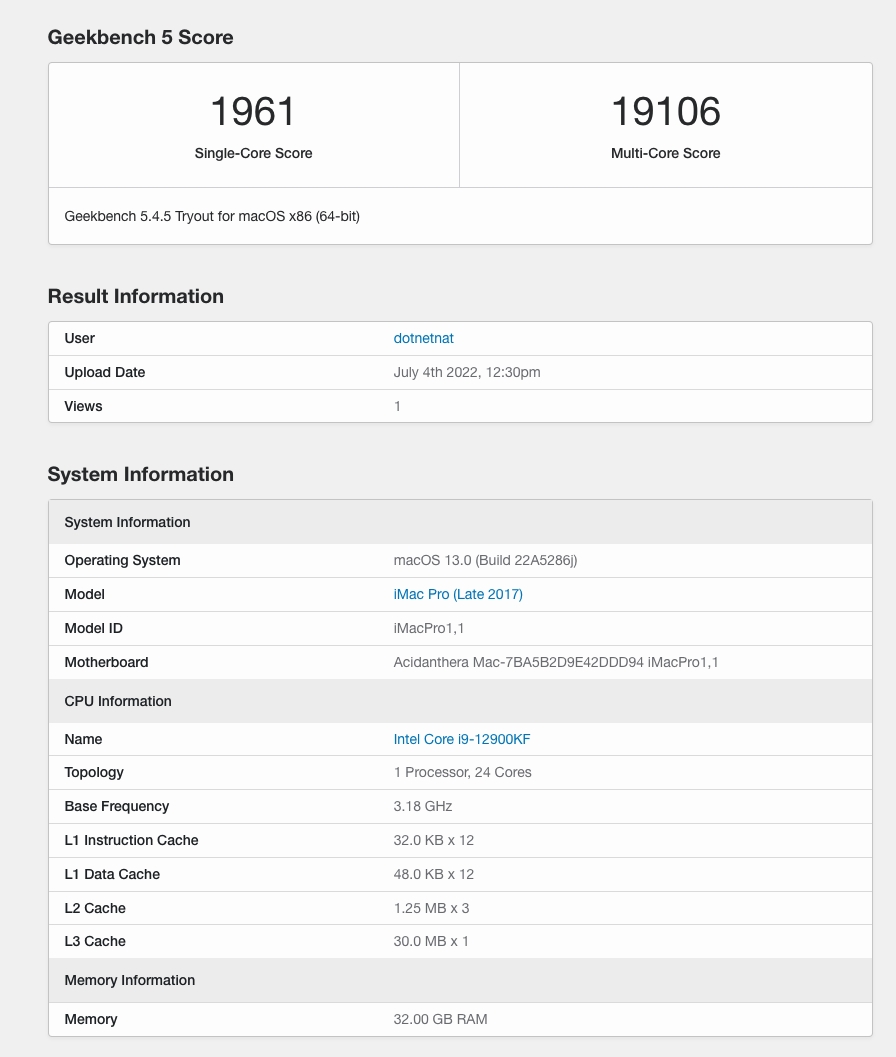 Geekbench 5 Score
1961
Single-Core Score
19106
Multi-Core Score
Geekbench 5.4.5 Tryout for macOS x86 (64-bit)
Result Information
User dotnetnat
Upload Date July 4th 2022, 12:30pm
Views 1
System Information
System Information
Operating System macOS 13.0 (Build 22A5286j)
Model iMac Pro (Late 2017)
Model ID iMacPro1,1
Motherboard Acidanthera Mac-7BA5B2D9E42DDD94 iMacPro1,1
CPU Information
Name Intel Core i9-12900KF
Topology 1 Processor, 24 Cores
Base Frequency 3.18 GHz
L1 Instruction Cache 32.0 KB x 12
L1 Data Cache 48.0 KB x 12
L2 Cache 1.25 MB x 3
L3 Cache 30.0 MB x 1
Memory Information
Memory 32.00 GB RAM